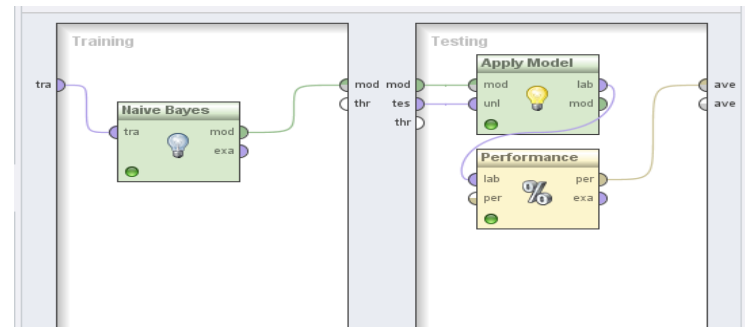 Training
tra
Naive Bayes
tra
mod
exa
mod
thr
Testing
mod
tes
thr
Apply Model
mod
lab
unl
mod
Performance
lab
per
per
exa
ave
ave